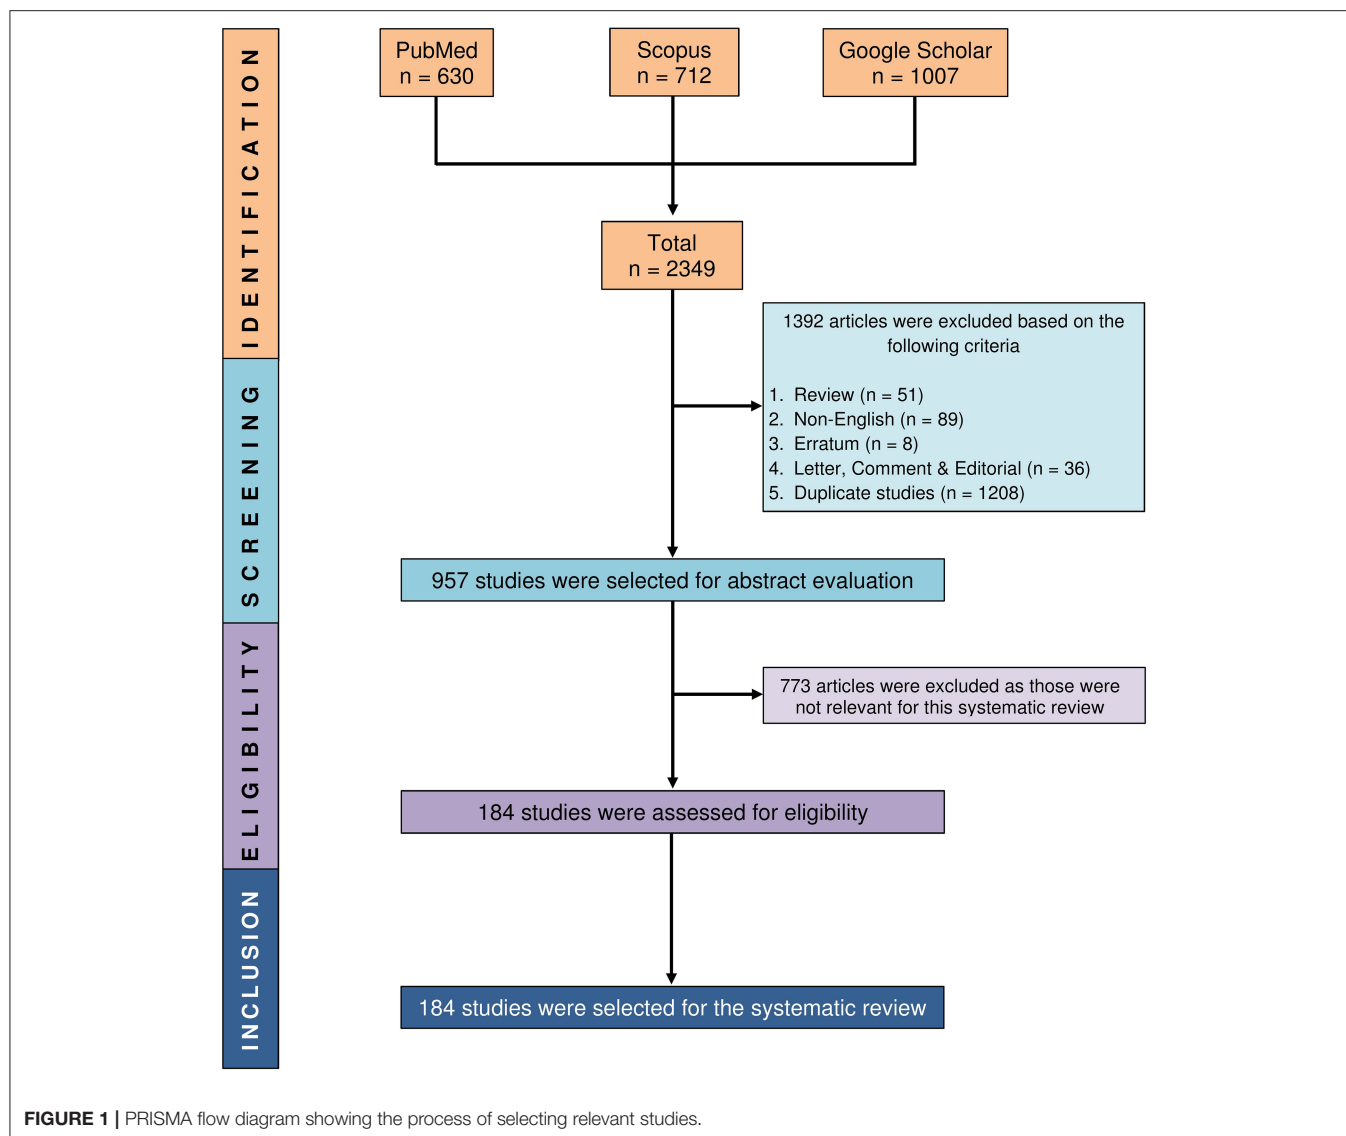 IDENTIFICATION
PubMed
n = 630
Scopus
n = 712
Google Scholar
n = 1007
Total
n = 2349
1392 articles were excluded based on the
following criteria
1. Review (n = 51)
2. Non-English (n = 89)
3. Erratum (n = 8)
4. Letter, Comment & Editorial (n = 36)
5. Duplicate studies (n = 1208)
SCREENING
957 studies were selected for abstract evaluation
ELIGIBILITY
773 articles were excluded as those were
not relevant for this systematic review
184 studies were assessed for eligibility
INCLUSION
184 studies were selected for the systematic review
FIGURE 1 | PRISMA flow diagram showing the process of selecting relevant studies.